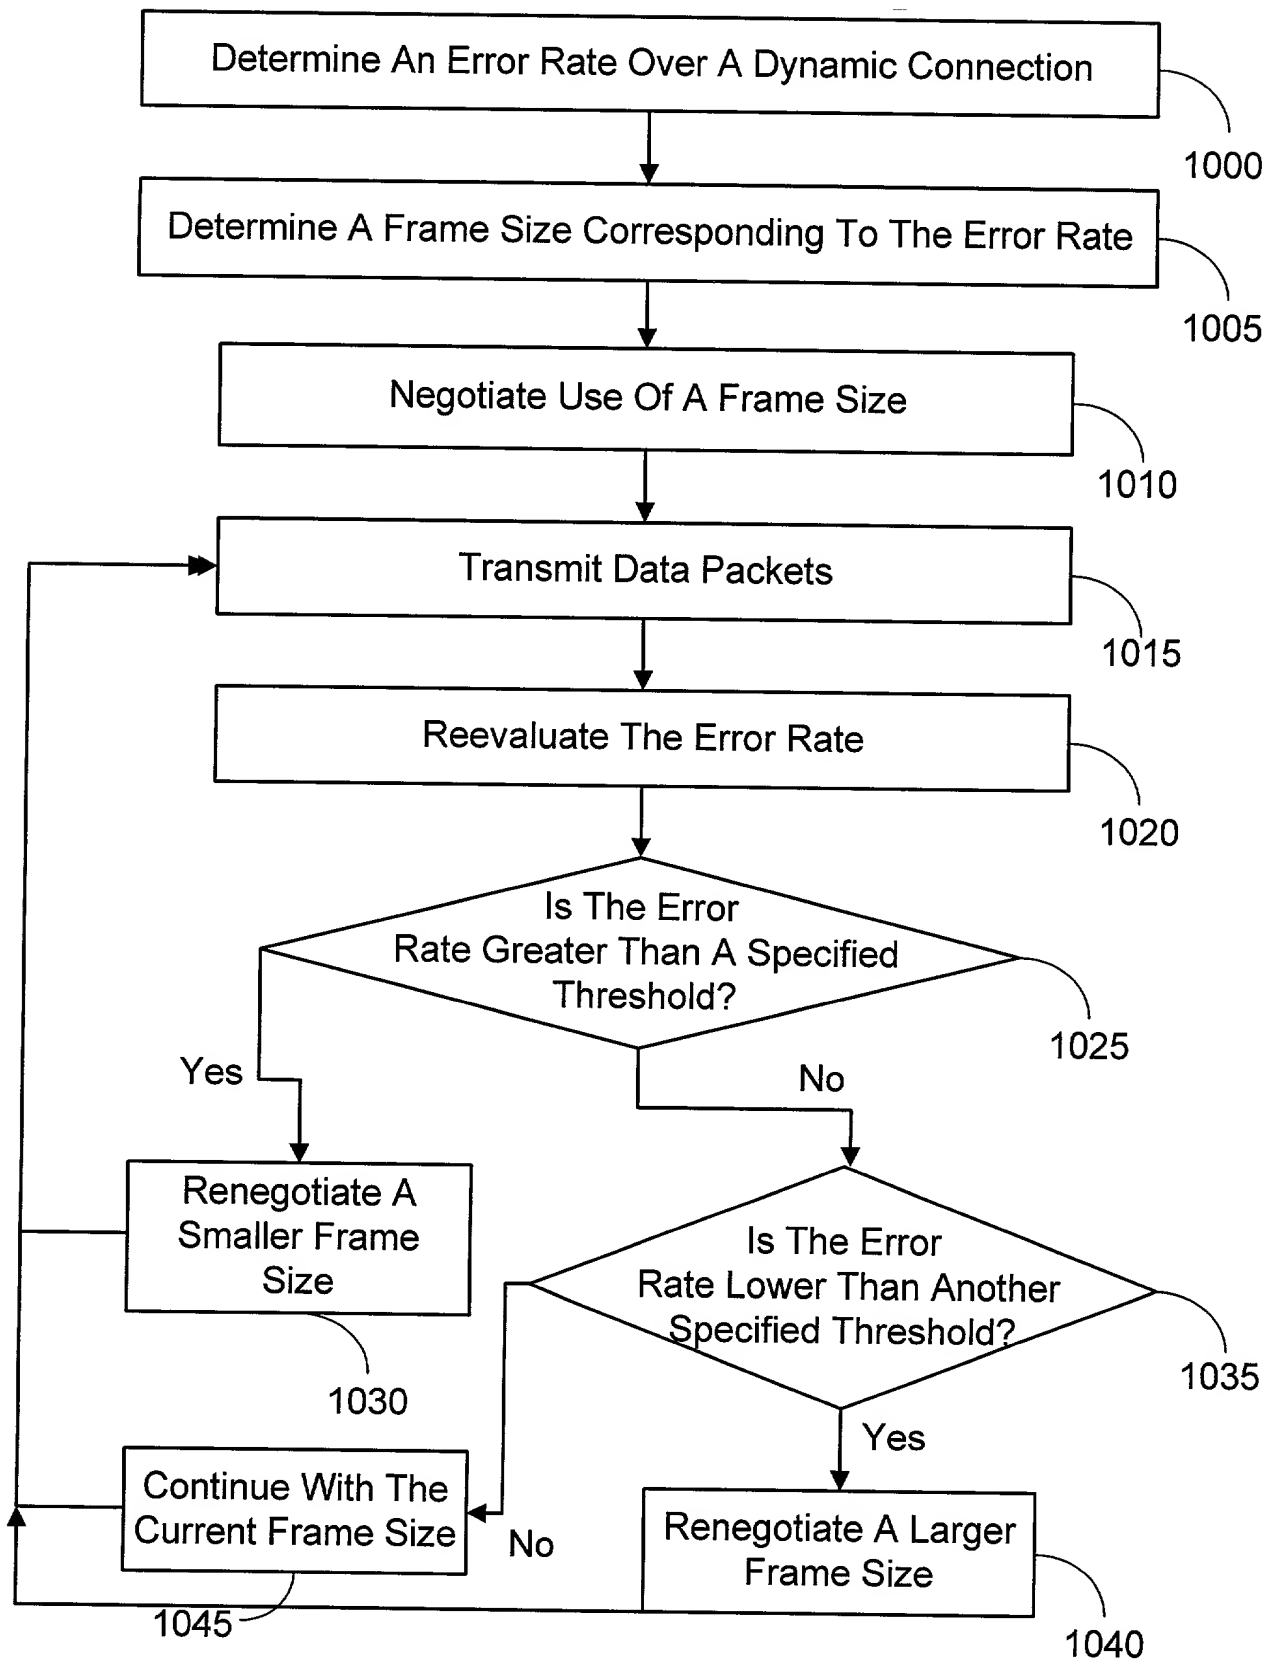 Determine An Error Rate Over A Dynamic Connection
1000
Determine A Frame Size Corresponding To The Error Rate
1005
Negotiate Use Of A Frame Size
1010
Transmit Data Packets
1015
Reevaluate The Error Rate
1020
Is The Error
Rate Greater Than A Specified
Threshold?
1025
Yes
No
Renegotiate A
Smaller Frame
Size
1030
Is The Error
Rate Lower Than Another
Specified Threshold?
1035
Yes
Continue With The
Current Frame Size
No
1045
Renegotiate A Larger
Frame Size
1040